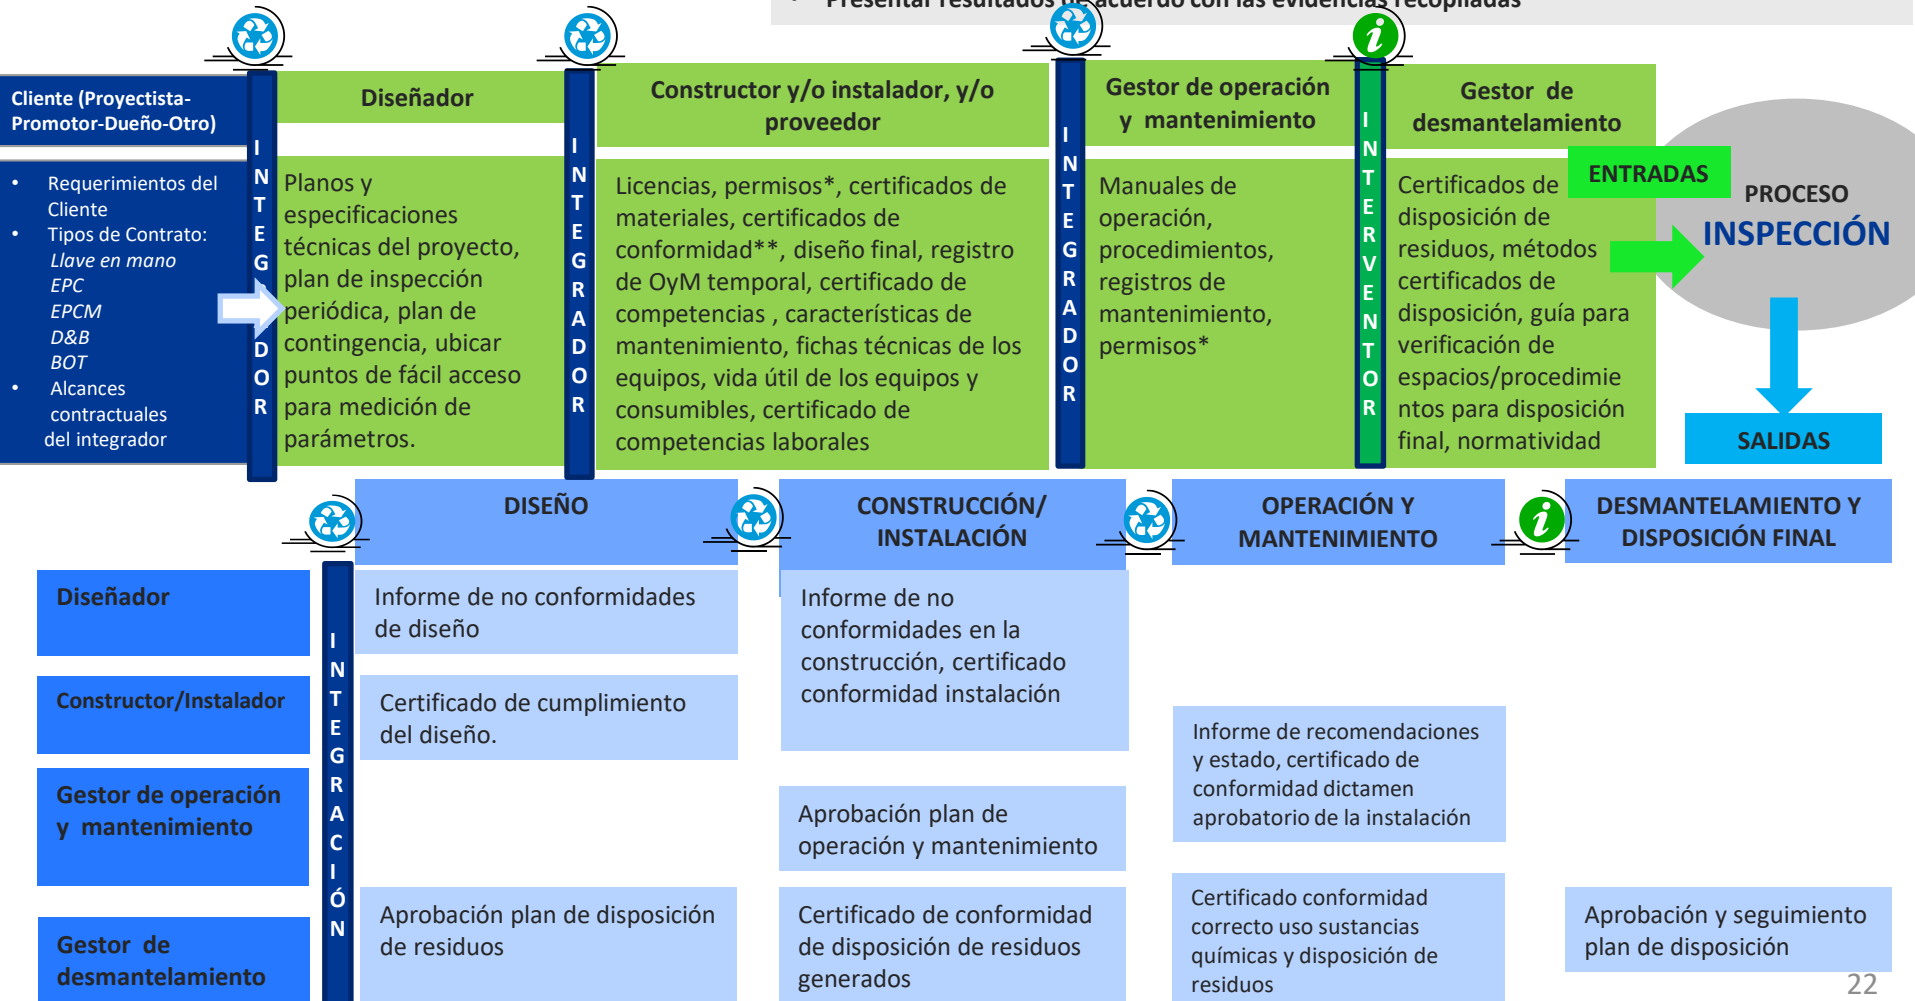 • Presentar resultados de acuerdo con las evidencias recopiladas
Cliente (Proyectista-
Promotor-Dueño-Otro)
• Requerimientos del
Cliente
• Tipos de Contrato:
Llave en mano
EPC
EPCM
D&B
BOT
• Alcances
contractuales
del integrador
I
N
T
E
G
D
O
R
Diseñador
Planos y
especificaciones
técnicas del proyecto,
plan de inspección
periódica, plan de
contingencia, ubicar
puntos de fácil acceso
para medición de
parámetros.
I
N
T
E
G
R
A
D
O
R
Constructor y/o instalador, y/o
proveedor
Licencias, permisos*, certificados de
materiales, certificados de
conformidad**, diseño final, registro
de OyM temporal, certificado de
competencias , características de
mantenimiento, fichas técnicas de los
equipos, vida útil de los equipos y
consumibles, certificado de
competencias laborales
I
N
T
E
G
R
A
D
O
R
Gestor de operación
y mantenimiento
Manuales de
operación,
procedimientos,
registros de
mantenimiento,
permisos*
I
N
T
E
R
V
E
N
T
O
R
Gestor de
desmantelamiento
Certificados de
disposición de
residuos, métodos
certificados de
disposición, guía para
verificación de
espacios/procedimie
ntos para disposición
final, normatividad
ENTRADAS
PROCESO
INSPECCIÓN
SALIDAS
DISEÑO
CONSTRUCCIÓN/
INSTALACIÓN
OPERACIÓN Y
MANTENIMIENTO
DESMANTELAMIENTO Y
DISPOSICIÓN FINAL
I
N
T
E
G
R
A
C
I
Ó
N
Diseñador
Informe de no conformidades
de diseño
Informe de no
conformidades en la
construcción, certificado
conformidad instalación
Constructor/Instalador
Certificado de cumplimiento
del diseño.
Informe de recomendaciones
y estado, certificado de
conformidad dictamen
aprobatorio de la instalación
Gestor de operación
y mantenimiento
Aprobación plan de
operación y mantenimiento
Gestor de
desmantelamiento
Aprobación plan de disposición
de residuos
Certificado de conformidad
de disposición de residuos
generados
Certificado conformidad
correcto uso sustancias
químicas y disposición de
residuos
Aprobación y seguimiento
plan de disposición
22